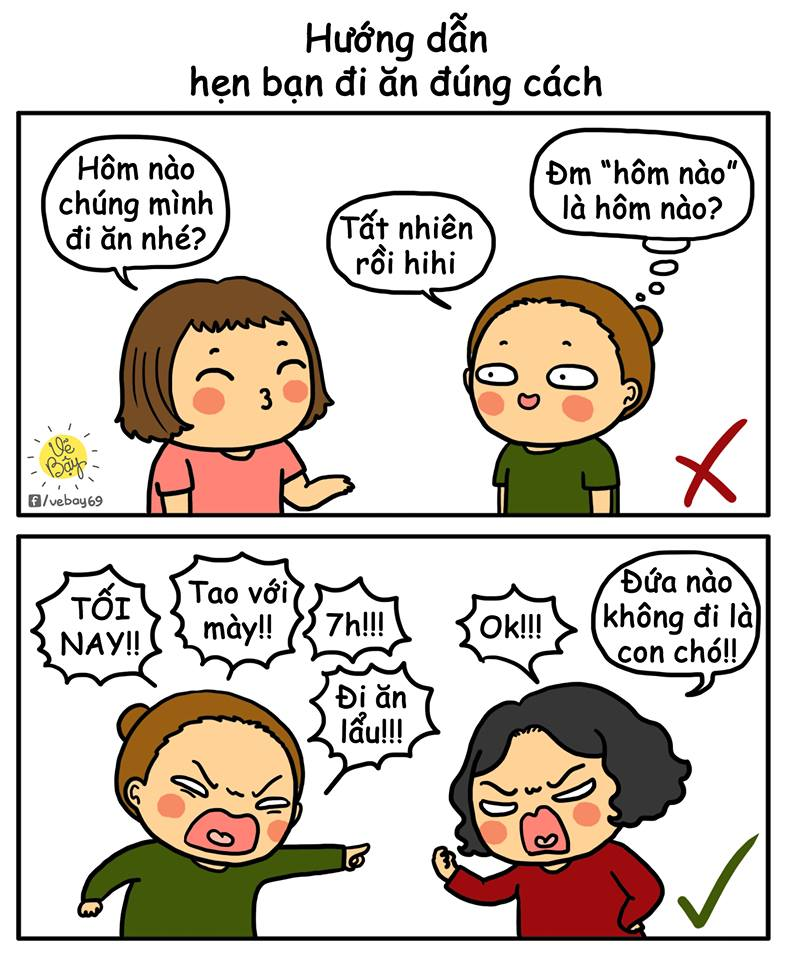 Hướng dẫn
hẹn bạn đi ăn đúng cách
Hôm nào
chúng mình
đi ăn nhé?
Tất nhiên
rồi hihi
Đm “hôm nào”
là hôm nào?
Vẽ
Bậy
f/vebay69
TỐI
NAY!!
Tao với
mày!!
7h!!!
Đi ăn
lẩu!!!
Ok!!!
Đứa nào
không đi là
con chó!!